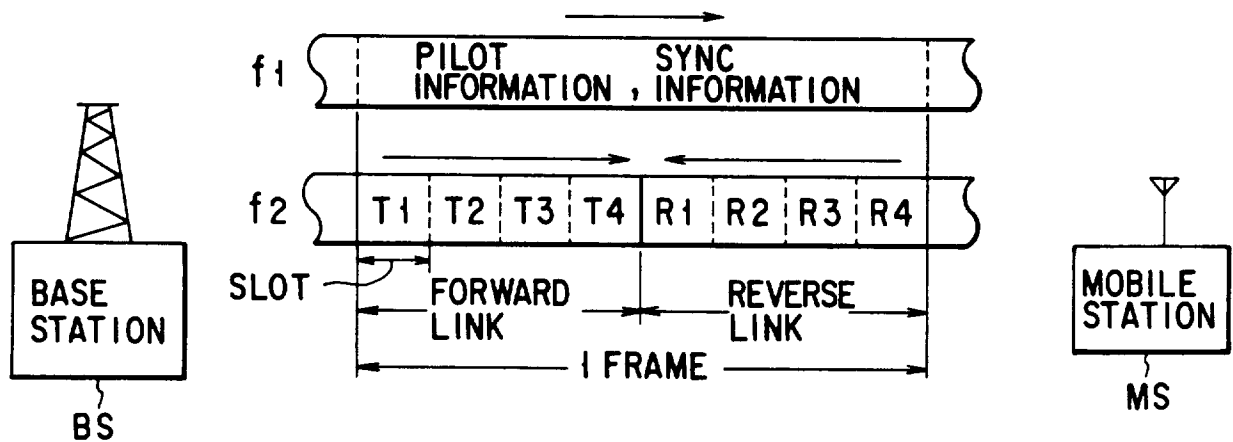 f1
PILOT SYNC
INFORMATION , INFORMATION
f2
T1 T2 T3 T4 R1 R2 R3 R4
SLOT
FORWARD
LINK
REVERSE
LINK
1 FRAME
BASE
STATION
BS
MOBILE
STATION
MS